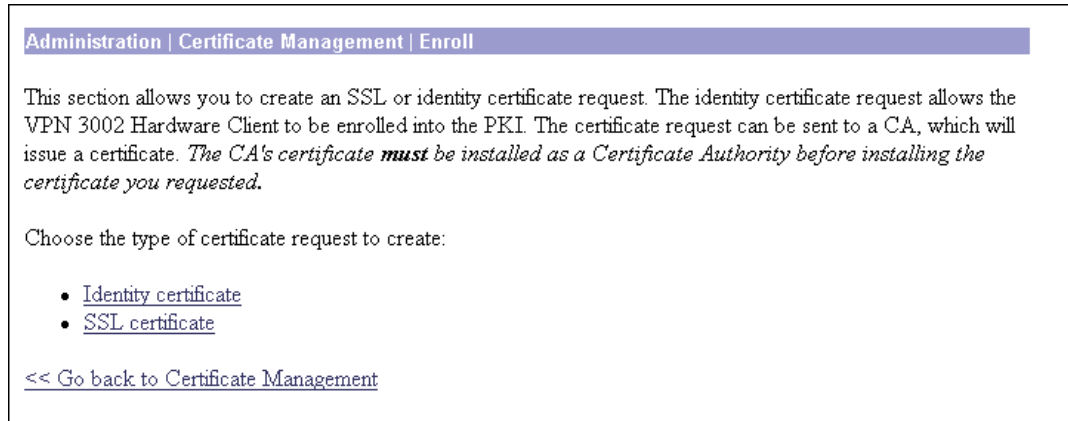 Administration | Certificate Management | Enroll
This section allows you to create an SSL or identity certificate request. The identity certificate request allows the
VPN 3002 Hardware Client to be enrolled into the PKI. The certificate request can be sent to a CA, which will
issue a certificate. The CA's certificate must be installed as a Certificate Authority before installing the
certificate you requested.
Choose the type of certificate request to create:
• Identity certificate
• SSL certificate
<< Go back to Certificate Management